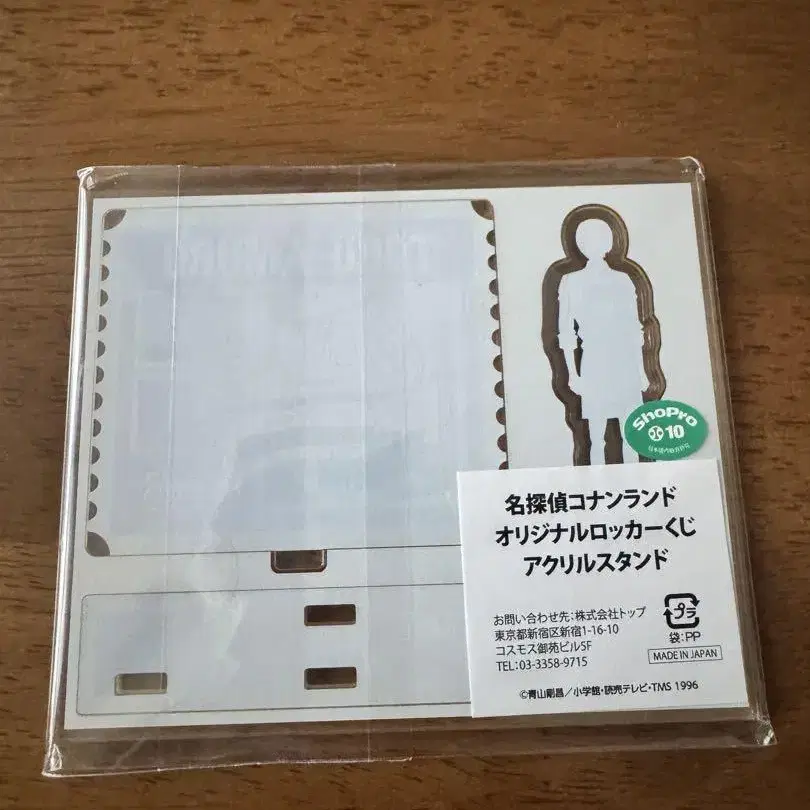 ShoPro
10
名探偵コナンランド
オリジナルロッカーくじ
アクリルスタンド
お問い合わせ先:株式会社トップ
東京都新宿区新宿1-16-10
コスモス御苑ビル5F
TEL:03-3358-9715
プラ
袋:PP
MADE IN JAPAN
©青山剛昌／小学館・読売テレビ・TMS 1996